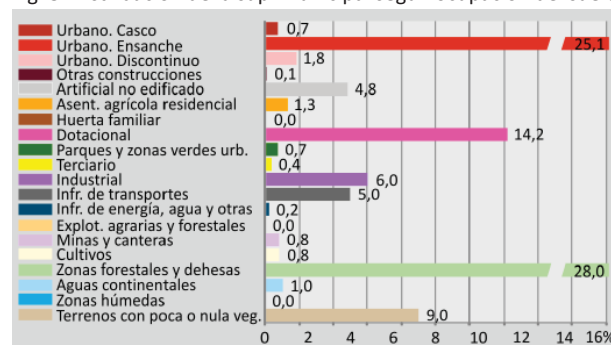 Urbano. Casco 0,7
Urbano. Ensanche 25,1
Urbano. Discontinuo 1,8
Otras construcciones 0,1
Artificial no edificado 4,8
Asent. agrícola residencial 1,3
Huerta familiar 0,0
Dotacional 14,2
Parques y zonas verdes urb. 0,7
Terciario 0,4
Industrial 6,0
Infr. de transportes 5,0
Infr. de energía, agua y otras 0,2
Explot. agrarias y forestales 0,0
Minas y canteras 0,8
Cultivos 0,8
Zonas forestales y dehesas 28,0
Aguas continentales 1,0
Zonas húmedas 0,0
Terrenos con poca o nula veg. 9,0
0 2 4 6 8 10 12 14 16%